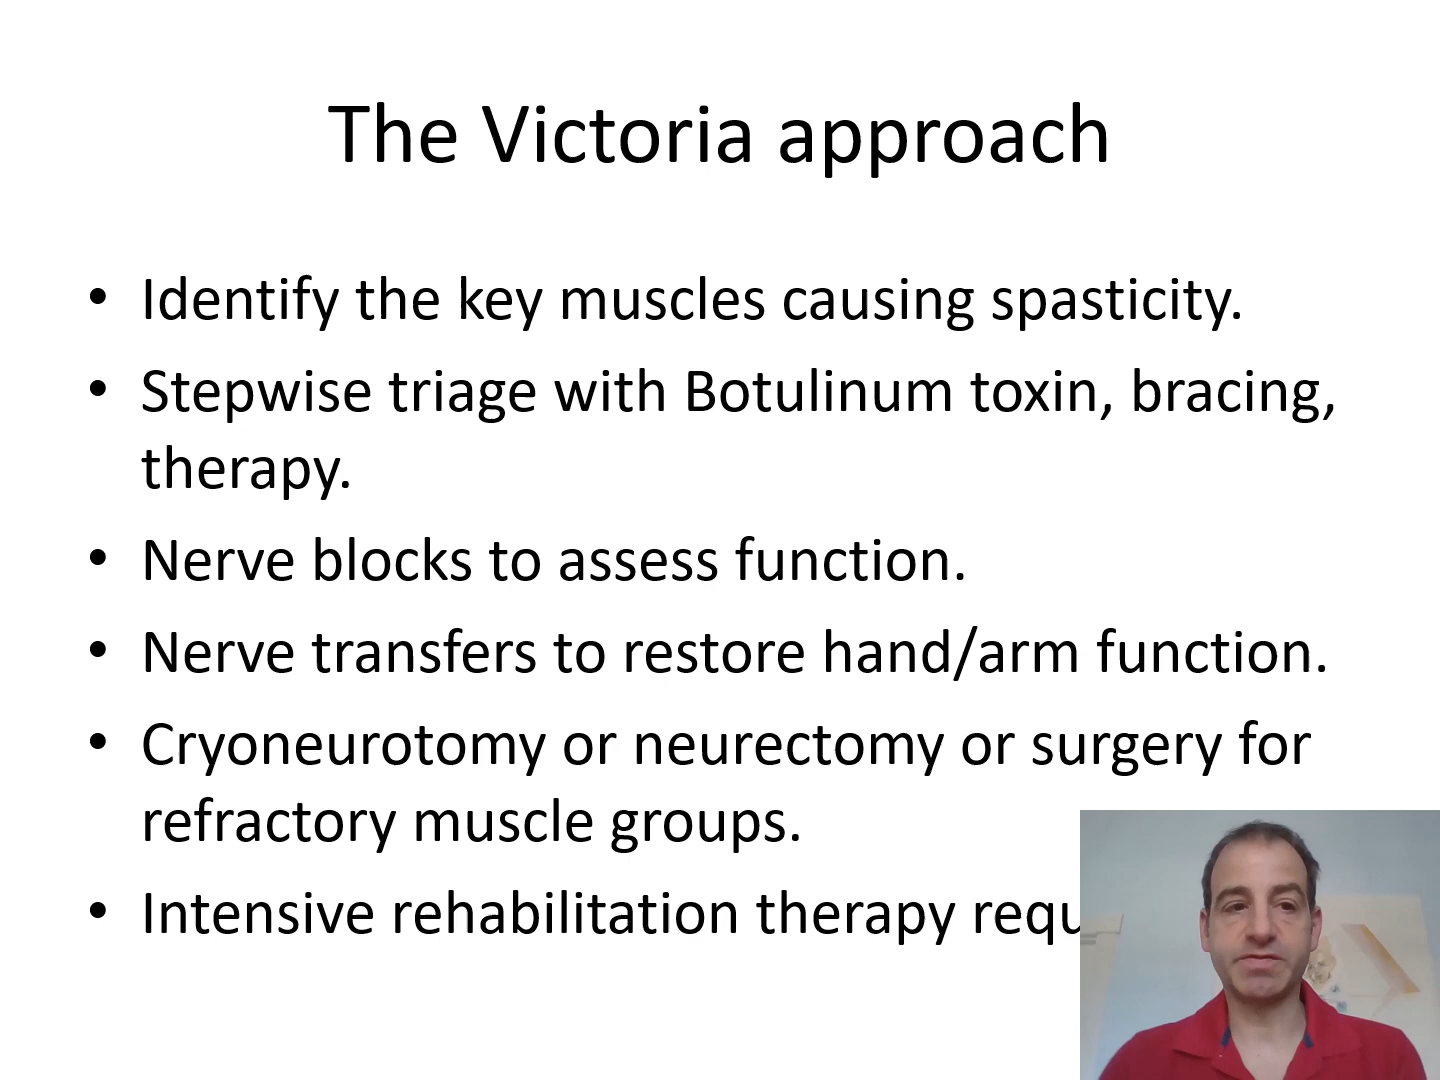 The Victoria approach
• Identify the key muscles causing spasticity.
• Stepwise triage with Botulinum toxin, bracing,
therapy.
• Nerve blocks to assess function.
• Nerve transfers to restore hand/arm function.
• Cryoneurotomy or neurectomy or surgery for
refractory muscle groups.
• Intensive rehabilitation therapy